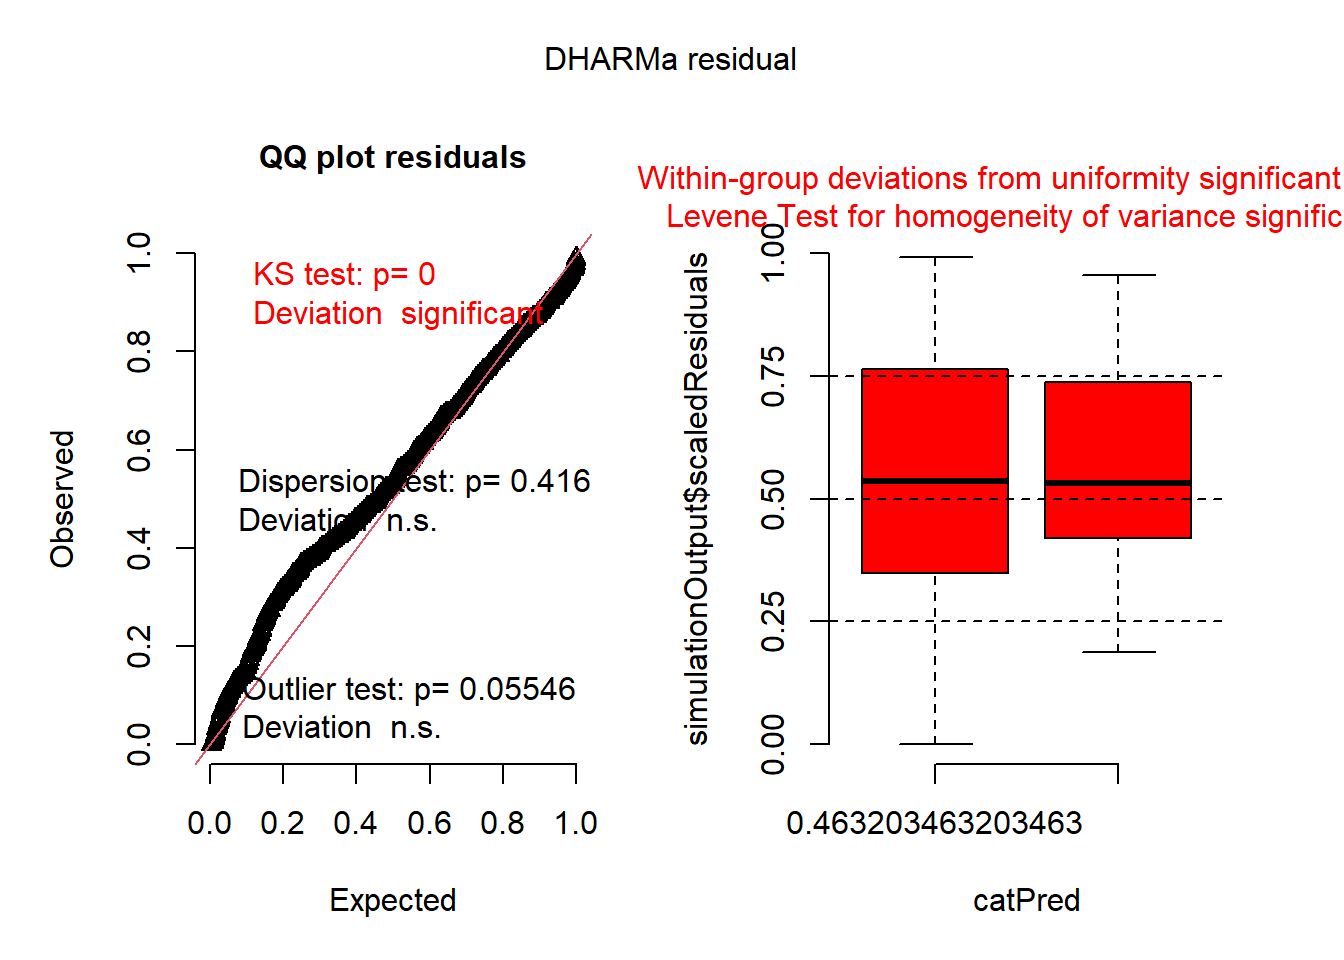 DHARMa residual
QQ plot residuals
KS test: p= 0
Deviation  significant
Dispersion test: p= 0.416
Deviation  n.s.
Outlier test: p= 0.05546
Deviation  n.s.
Observed
0.0
0.2
0.4
0.6
0.8
1.0
0.0 0.2 0.4 0.6 0.8 1.0
Expected
Within-group deviations from uniformity significant
Levene Test for homogeneity of variance signific
simulationOutput$scaledResiduals
0.00
0.25
0.50
0.75
1.00
0.463203463203463
catPred